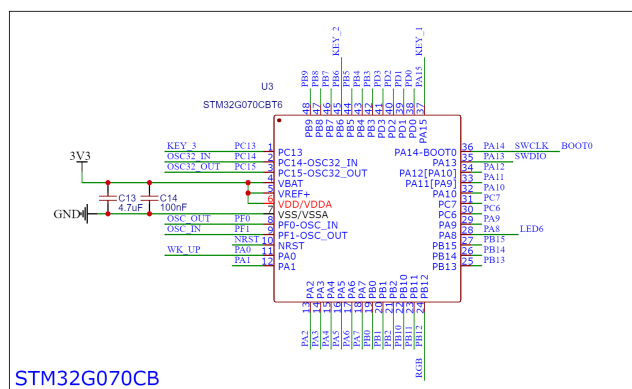 KEY_2
KEY_1
PB9
PB8
PB7
PB6
PB5
PB4
PB3
PD3
PD2
PD1
PD0
PA15
U3
STM32G070CBT6
48
47
46
45
44
43
42
41
40
39
38
37
PB9
PB8
PB7
PB6
PB5
PB4
PB3
PD3
PD2
PD1
PD0
PA15
KEY_3 PC13 1 PC13
OSC32_IN PC14 2 PC14-OSC32_IN
OSC32_OUT PC15 3 PC15-OSC32_OUT
3V3
4 VBAT
5 VREF+
6 VDD/VDDA
7 VSS/VSSA
C13
4.7uF
C14
100nF
GND
OSC_OUT PF0 8 PF0-OSC_IN
OSC_IN PF1 9 PF1-OSC_OUT
NRST 10 NRST
WK_UP PA0 11 PA0
PA1 12 PA1
PA14-BOOT0 36 PA14 SWCLK BOOT0
PA13 35 PA13 SWDIO
PA12[PA10] 34 PA12
PA11[PA9] 33 PA11
PA10 32 PA10
PC7 31 PC7
PC6 30 PC6
PA9 29 PA9
PA8 28 PA8 LED6
PB15 27 PB15
PB14 26 PB14
PB13 25 PB13
PA2
PA3
PA4
PA5
PA6
PA7
PB0
PB1
PB2
PB10
PB11
PB12
13
14
15
16
17
18
19
20
21
22
23
24
PA2
PA3
PA4
PA5
PA6
PA7
PB0
PB1
PB2
PB10
PB11
PB12
RGB
STM32G070CB